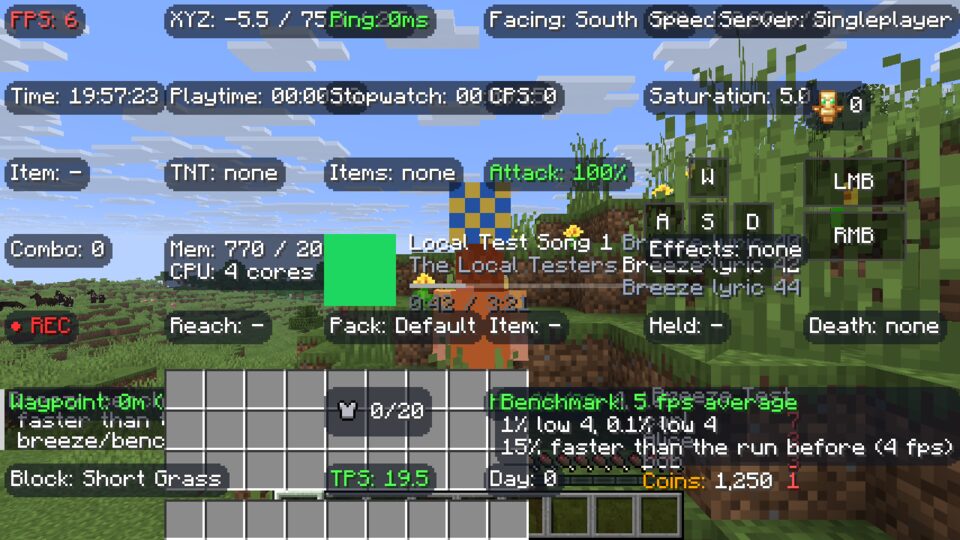 FPS: 6
XYZ: -5.5 / 75
Ping: 0ms
Facing: South
Speed
Server: Singleplayer
Time: 19:57:23
Playtime: 00:00
Stopwatch: 00
CPS: 0
Saturation: 5.0
0
Item: -
TNT: none
Items: none
Attack: 100%
W
LMB
A S D
RMB
Combo: 0
Mem: 770 / 20
CPU: 4 cores
Local Test Song 1
The Local Testers
0:42 / 3:21
Breeze lyric
Effects: none
Breeze lyric 42
Breeze lyric 44
REC
Reach: -
Pack: Default
Item: -
Held: -
Death: none
Waypoint: 0m
faster than
breeze/benc
0/20
Breeze Test
Benchmark: 5 fps average
1% low 4, 0.1% low 4
15% faster than the run before (4 fps)
Block: Short Grass
TPS: 19.5
Day: 0
Coins: 1,250
1